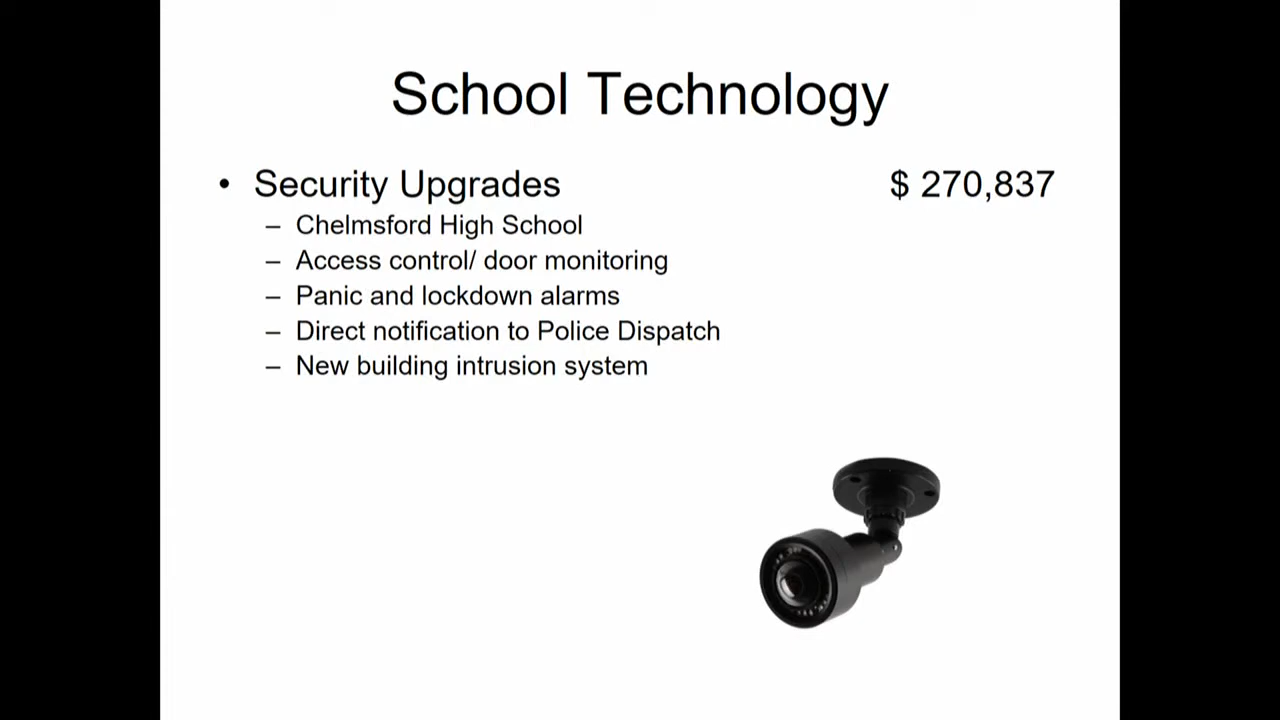 School Technology
• Security Upgrades $ 270,837
– Chelmsford High School
– Access control/ door monitoring
– Panic and lockdown alarms
– Direct notification to Police Dispatch
– New building intrusion system